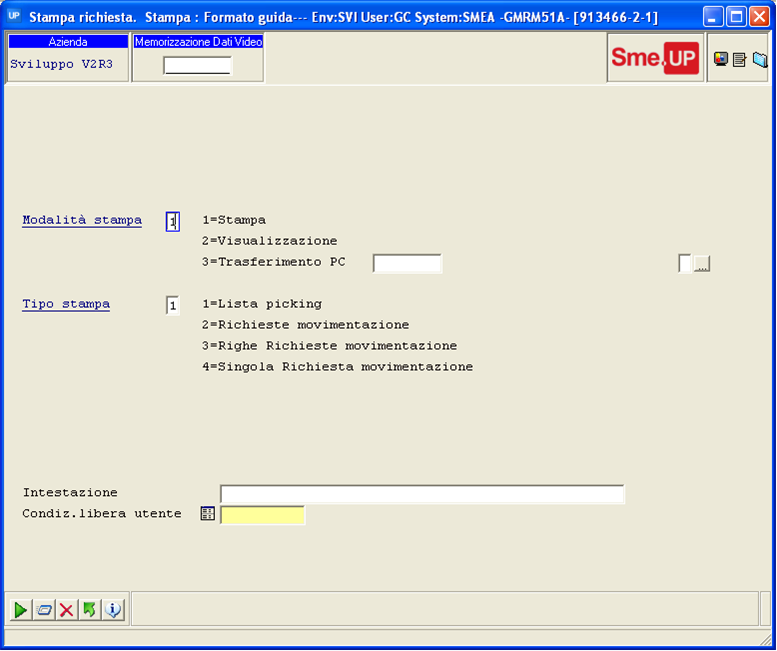 UP Stampa richiesta. Stampa : Formato guida--- Env:SVI User:GC System:SMEA -GMRM51A- [913466-2-1]
Azienda
Memorizzazione Dati Video
Sviluppo V2R3
Sme.UP
Modalità stampa 1 1=Stampa
2=Visualizzazione
3=Trasferimento PC ...
Tipo stampa 1 1=Lista picking
2=Richieste movimentazione
3=Righe Richieste movimentazione
4=Singola Richiesta movimentazione
Intestazione
Condiz.libera utente